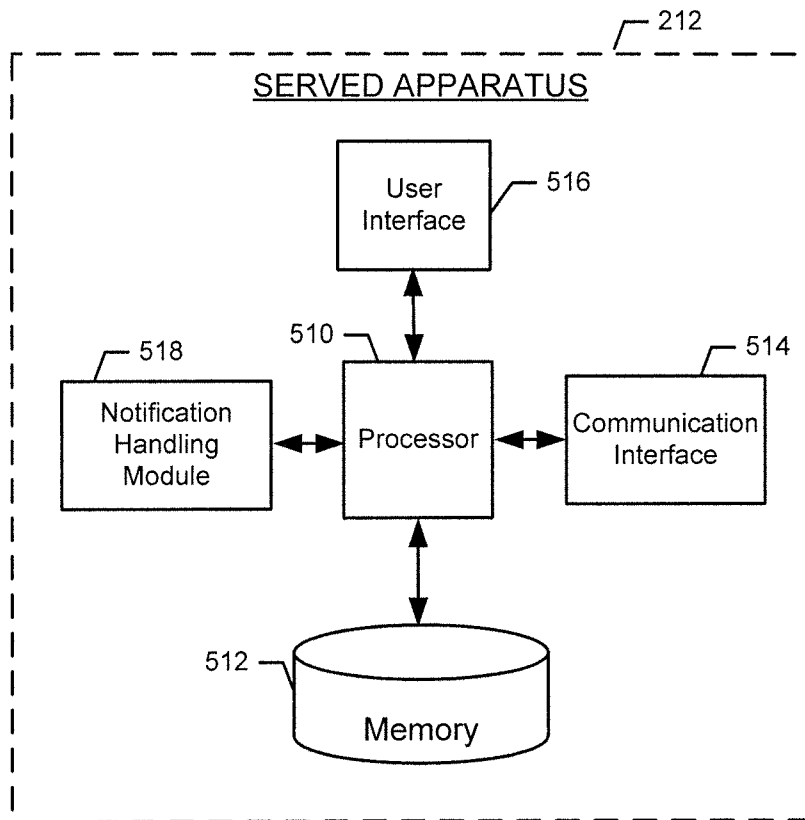 212
SERVED APPARATUS
User
Interface
516
510
518
514
Notification
Handling
Module
Processor
Communication
Interface
512
Memory